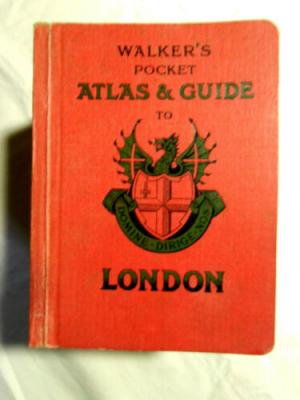 WALKER'S
POCKET
ATLAS & GUIDE
TO
DOMINE · DIRIGE · NOS
LONDON